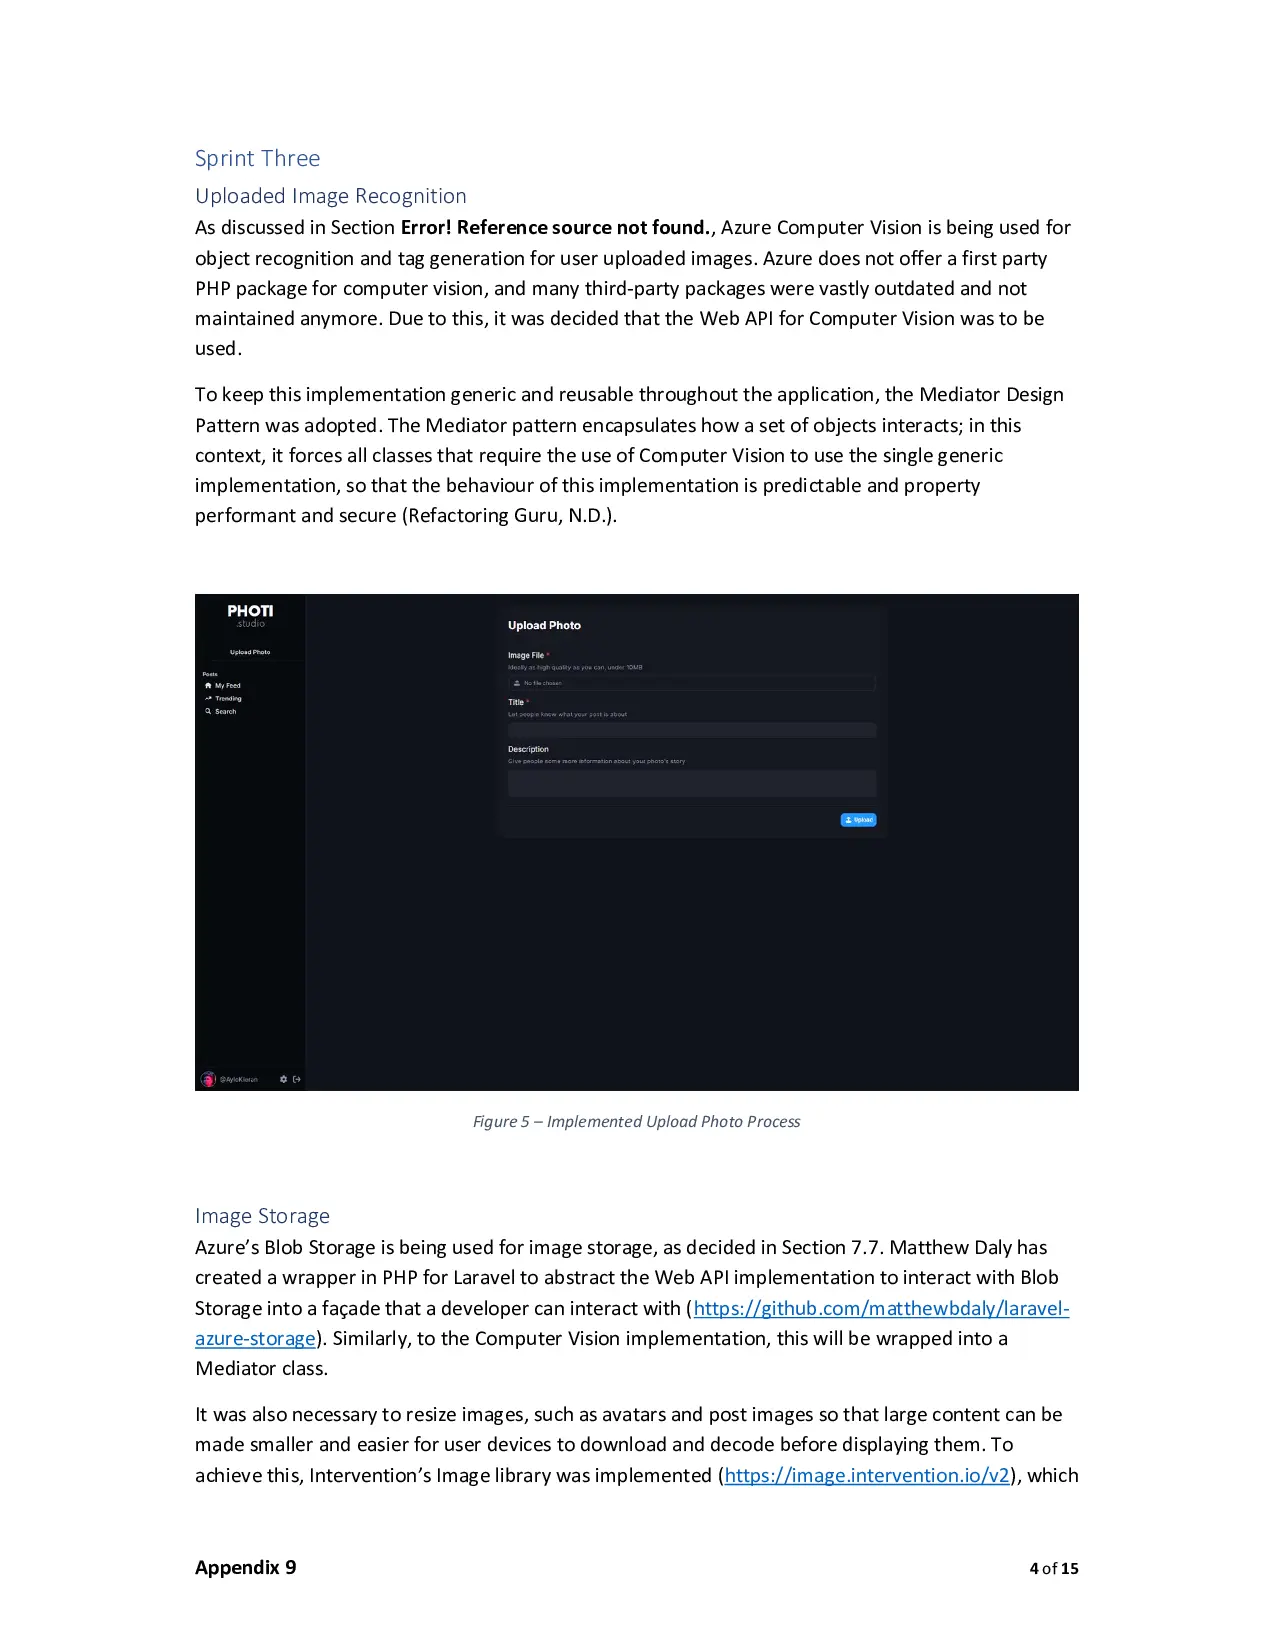 Sprint Three
Uploaded Image Recognition
As discussed in Section Error! Reference source not found., Azure Computer Vision is being used for
object recognition and tag generation for user uploaded images. Azure does not offer a first party
PHP package for computer vision, and many third-party packages were vastly outdated and not
maintained anymore. Due to this, it was decided that the Web API for Computer Vision was to be
used.
To keep this implementation generic and reusable throughout the application, the Mediator Design
Pattern was adopted. The Mediator pattern encapsulates how a set of objects interacts; in this
context, it forces all classes that require the use of Computer Vision to use the single generic
implementation, so that the behaviour of this implementation is predictable and property
performant and secure (Refactoring Guru, N.D.).
PHOTI
.studio
Upload Photo
Posts
My Feed
Trending
Search
@AyloKieran
Upload Photo
Image File *
Ideally as high quality as you can, under 10MB
No file chosen
Title *
Let people know what your post is about
Description
Give people some more information about your photo's story
Upload
Figure 5 – Implemented Upload Photo Process
Image Storage
Azure’s Blob Storage is being used for image storage, as decided in Section 7.7. Matthew Daly has
created a wrapper in PHP for Laravel to abstract the Web API implementation to interact with Blob
Storage into a façade that a developer can interact with (https://github.com/matthewbdaly/laravel-
azure-storage). Similarly, to the Computer Vision implementation, this will be wrapped into a
Mediator class.
It was also necessary to resize images, such as avatars and post images so that large content can be
made smaller and easier for user devices to download and decode before displaying them. To
achieve this, Intervention’s Image library was implemented (https://image.intervention.io/v2), which
Appendix 9
4 of 15